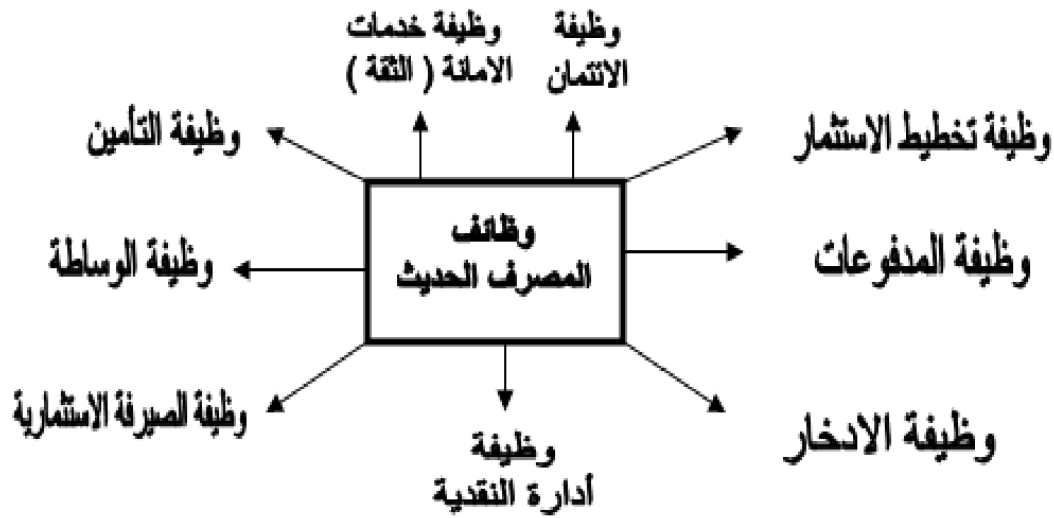 وظيفة
الائتمان
وظيفة خدمات
الامانة ( الثقة )
وظيفة تخطيط الاستثمار
وظيفة التأمين
وظائف
المصرف الحديث
وظيفة المدفوعات
وظيفة الوساطة
وظيفة الادخار
وظيفة الصيرفة الاستثمارية
وظيفة
أدارة النقدية